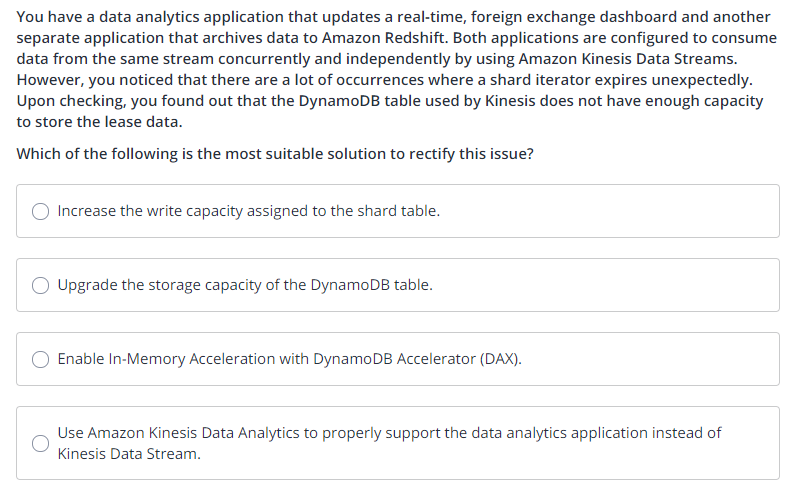 You have a data analytics application that updates a real-time, foreign exchange dashboard and another
separate application that archives data to Amazon Redshift. Both applications are configured to consume
data from the same stream concurrently and independently by using Amazon Kinesis Data Streams.
However, you noticed that there are a lot of occurrences where a shard iterator expires unexpectedly.
Upon checking, you found out that the DynamoDB table used by Kinesis does not have enough capacity
to store the lease data.
Which of the following is the most suitable solution to rectify this issue?
Increase the write capacity assigned to the shard table.
Upgrade the storage capacity of the DynamoDB table.
Enable In-Memory Acceleration with DynamoDB Accelerator (DAX).
Use Amazon Kinesis Data Analytics to properly support the data analytics application instead of
Kinesis Data Stream.